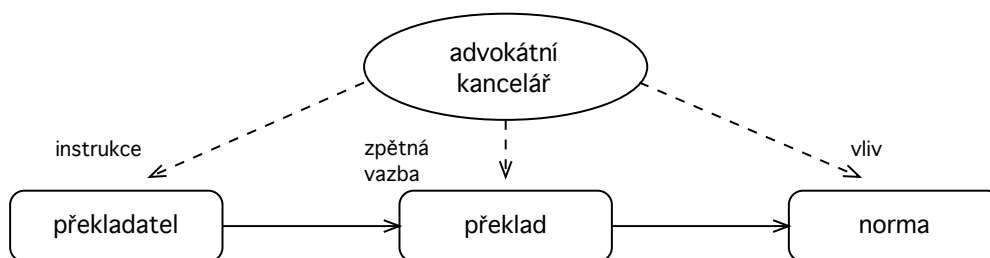 advokátní
kancelář
instrukce
zpětná
vazba
vliv
překladatel
překlad
norma